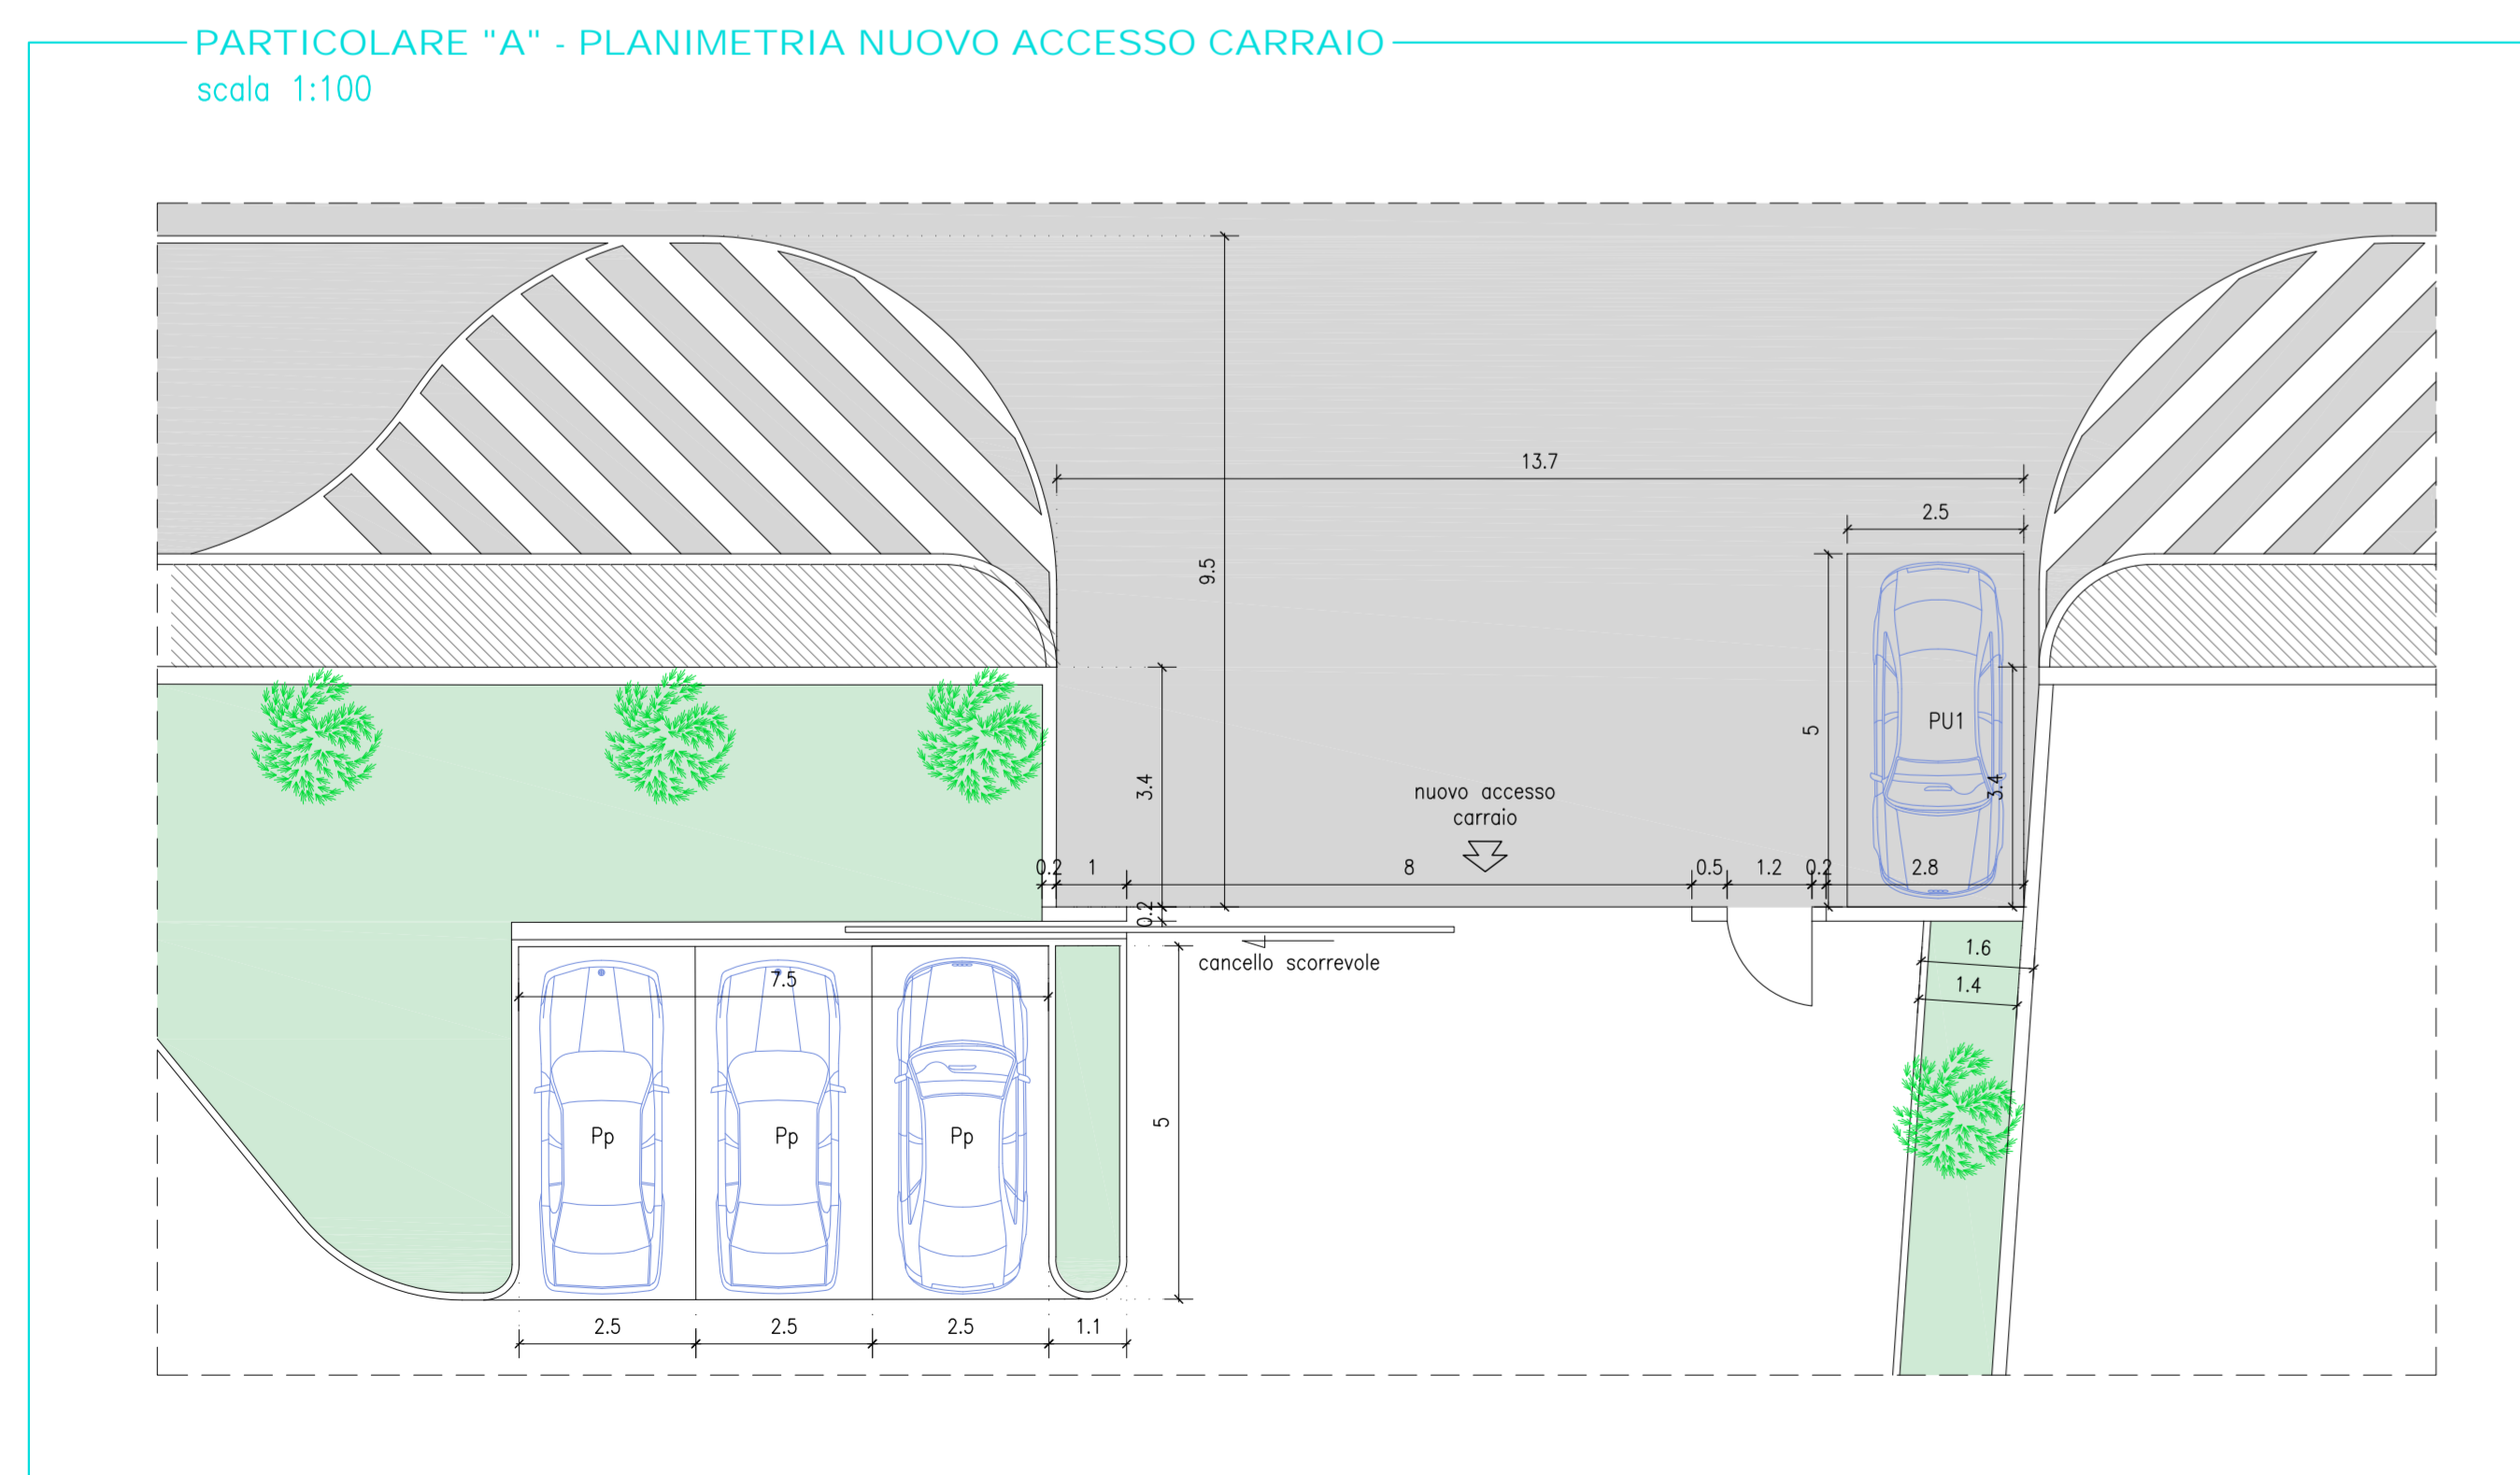 PARTICOLARE "A" - PLANIMETRIA NUOVO ACCESSO CARRAIO
scala 1:100
13.7
2.5
9.5
5
PU1
3.4
3.4
nuovo accesso
carraio
0.2 1 8 0.5 1.2 0.2 2.8
0.2
cancello scorrevole
1.6
1.4
7.5
5
Pp Pp Pp
2.5 2.5 2.5 1.1